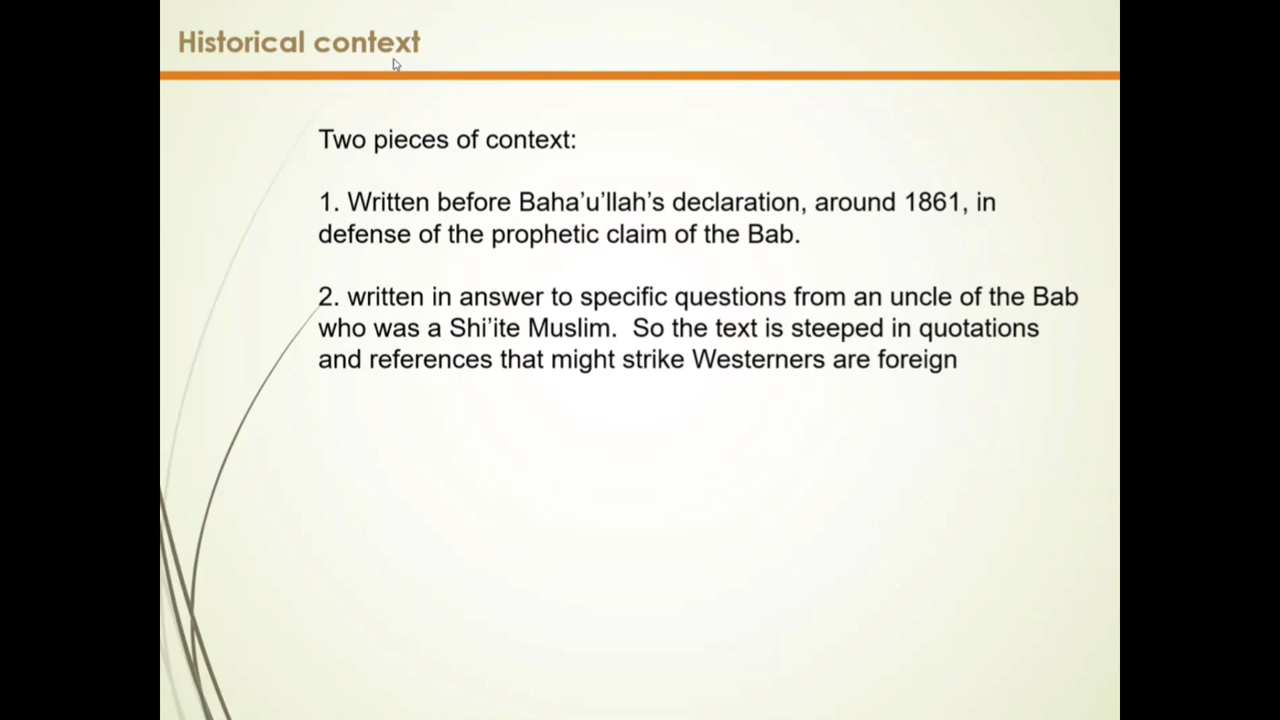 Historical context
Two pieces of context:
1. Written before Baha’u’llah’s declaration, around 1861, in
defense of the prophetic claim of the Bab.
2. written in answer to specific questions from an uncle of the Bab
who was a Shi’ite Muslim.  So the text is steeped in quotations
and references that might strike Westerners are foreign